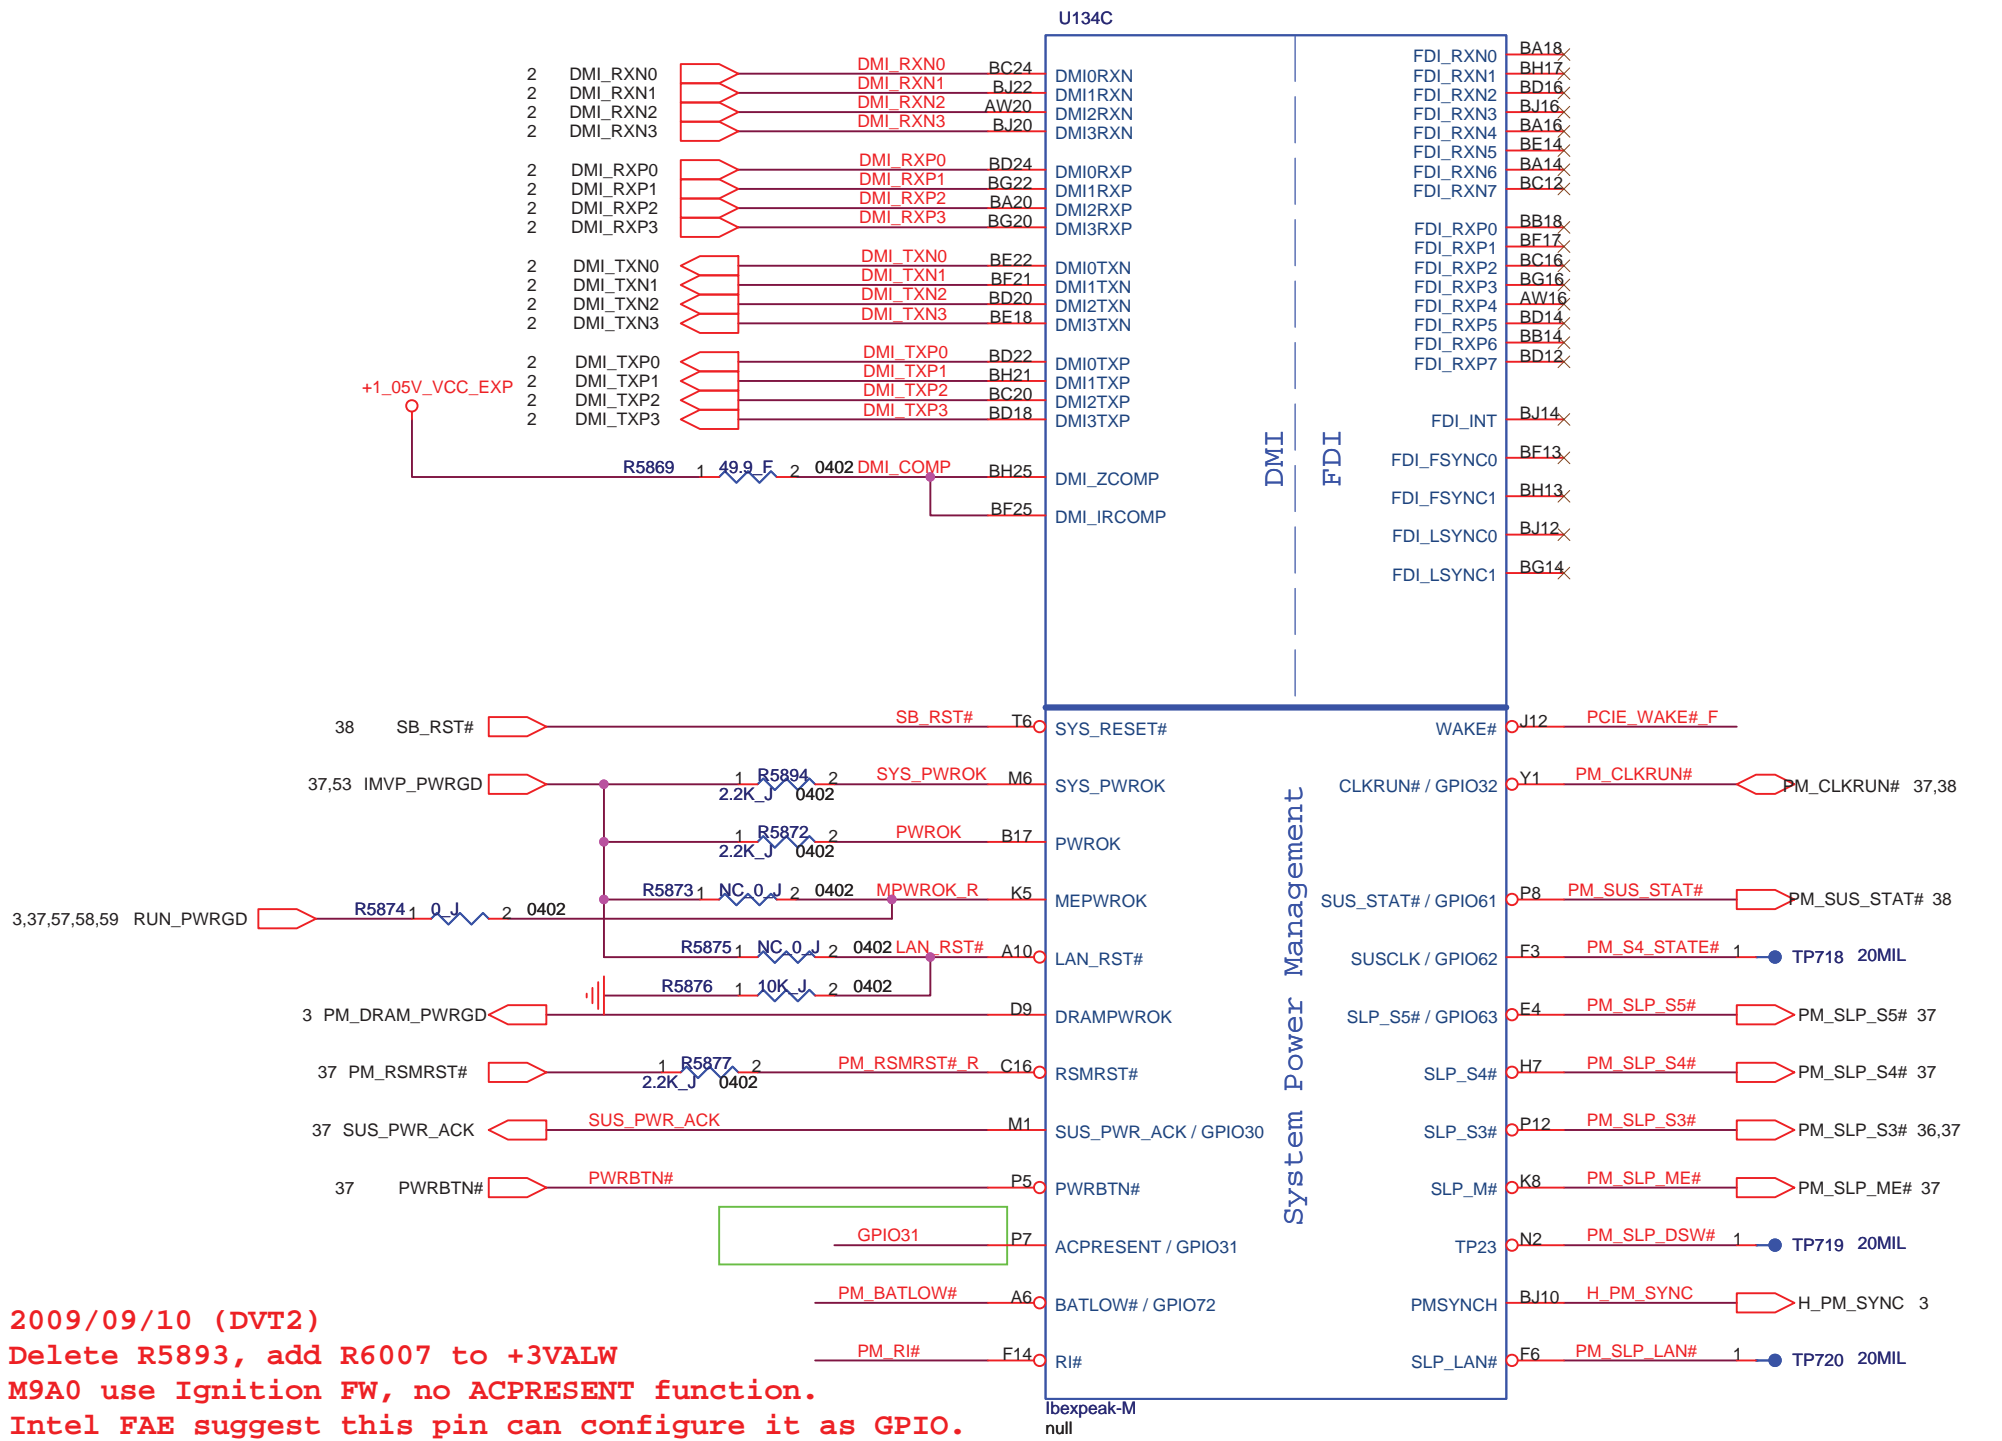 U134C
2 DMI_RXN0 DMI_RXN0 BC24 DMI0RXN
2 DMI_RXN1 DMI_RXN1 BJ22 DMI1RXN
2 DMI_RXN2 DMI_RXN2 AW20 DMI2RXN
2 DMI_RXN3 DMI_RXN3 BJ20 DMI3RXN
2 DMI_RXP0 DMI_RXP0 BD24 DMI0RXP
2 DMI_RXP1 DMI_RXP1 BG22 DMI1RXP
2 DMI_RXP2 DMI_RXP2 BA20 DMI2RXP
2 DMI_RXP3 DMI_RXP3 BG20 DMI3RXP
2 DMI_TXN0 DMI_TXN0 BE22 DMI0TXN
2 DMI_TXN1 DMI_TXN1 BF21 DMI1TXN
2 DMI_TXN2 DMI_TXN2 BD20 DMI2TXN
2 DMI_TXN3 DMI_TXN3 BE18 DMI3TXN
2 DMI_TXP0 DMI_TXP0 BD22 DMI0TXP
2 DMI_TXP1 DMI_TXP1 BH21 DMI1TXP
2 DMI_TXP2 DMI_TXP2 BC20 DMI2TXP
2 DMI_TXP3 DMI_TXP3 BD18 DMI3TXP
+1_05V_VCC_EXP
R5869 1 49.9_F 2 0402 DMI_COMP BH25 DMI_ZCOMP
BF25 DMI_IRCOMP
DMI
FDI
FDI_RXN0 BA18
FDI_RXN1 BH17
FDI_RXN2 BD16
FDI_RXN3 BJ16
FDI_RXN4 BA16
FDI_RXN5 BE14
FDI_RXN6 BA14
FDI_RXN7 BC12
FDI_RXP0 BB18
FDI_RXP1 BF17
FDI_RXP2 BC16
FDI_RXP3 BG16
FDI_RXP4 AW16
FDI_RXP5 BD14
FDI_RXP6 BB14
FDI_RXP7 BD12
FDI_INT BJ14
FDI_FSYNC0 BF13
FDI_FSYNC1 BH13
FDI_LSYNC0 BJ12
FDI_LSYNC1 BG14
38 SB_RST# SB_RST# T6 SYS_RESET#
37,53 IMVP_PWRGD 1 R5894 2 SYS_PWROK M6 SYS_PWROK
2.2K_J 0402
1 R5872 2 PWROK B17 PWROK
2.2K_J 0402
R5873 1 NC_0_J 2 0402 MPWROK_R K5 MEPWROK
3,37,57,58,59 RUN_PWRGD R5874 1 0_J 2 0402
R5875 1 NC_0_J 2 0402 LAN_RST# A10 LAN_RST#
R5876 1 10K_J 2 0402
3 PM_DRAM_PWRGD D9 DRAMPWROK
37 PM_RSMRST# 1 R5877 2 PM_RSMRST#_R C16 RSMRST#
2.2K_J 0402
37 SUS_PWR_ACK SUS_PWR_ACK M1 SUS_PWR_ACK / GPIO30
37 PWRBTN# PWRBTN# P5 PWRBTN#
GPIO31 P7 ACPRESENT / GPIO31
PM_BATLOW# A6 BATLOW# / GPIO72
PM_RI# F14 RI#
System Power Management
WAKE# J12 PCIE_WAKE#_F
CLKRUN# / GPIO32 Y1 PM_CLKRUN# PM_CLKRUN# 37,38
SUS_STAT# / GPIO61 P8 PM_SUS_STAT# PM_SUS_STAT# 38
SUSCLK / GPIO62 F3 PM_S4_STATE# 1 TP718 20MIL
SLP_S5# / GPIO63 E4 PM_SLP_S5# PM_SLP_S5# 37
SLP_S4# H7 PM_SLP_S4# PM_SLP_S4# 37
SLP_S3# P12 PM_SLP_S3# PM_SLP_S3# 36,37
SLP_M# K8 PM_SLP_ME# PM_SLP_ME# 37
TP23 N2 PM_SLP_DSW# 1 TP719 20MIL
PMSYNCH BJ10 H_PM_SYNC H_PM_SYNC 3
SLP_LAN# F6 PM_SLP_LAN# 1 TP720 20MIL
Ibexpeak-M
null
2009/09/10 (DVT2)
Delete R5893, add R6007 to +3VALW
M9A0 use Ignition FW, no ACPRESENT function.
Intel FAE suggest this pin can configure it as GPIO.